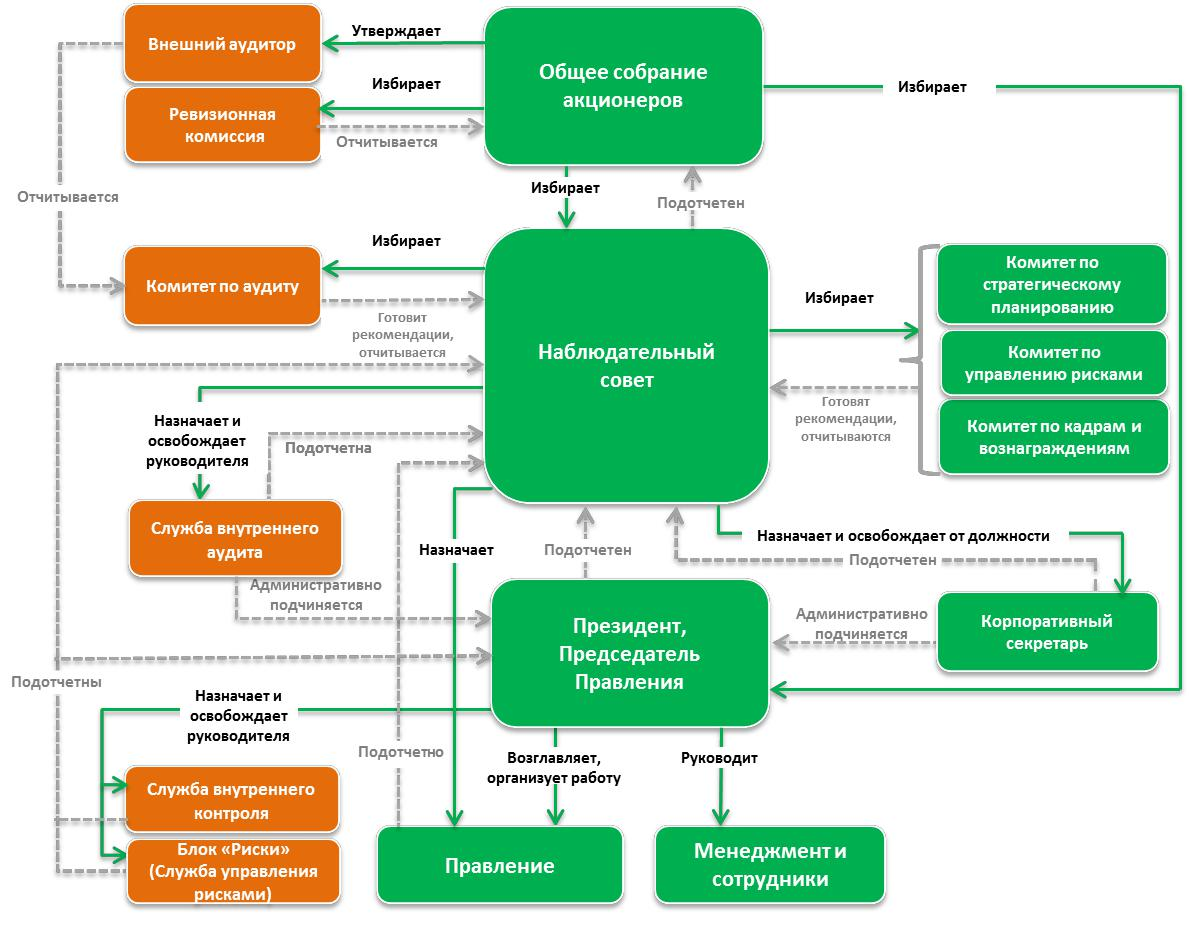 Внешний аудитор
Утверждает
Общее собрание
акционеров
Избирает
Избирает
Ревизионная
комиссия
Отчитывается
Отчитывается
Избирает
Подотчетен
Избирает
Комитет по аудиту
Готовит
рекомендации,
отчитывается
Наблюдательный
совет
Избирает
Комитет по
стратегическому
планированию
Комитет по
управлению рисками
Комитет по кадрам и
вознаграждениям
Готовят
рекомендации,
отчитываются
Назначает и
освобождает
руководителя
Подотчетна
Служба внутреннего
аудита
Назначает
Подотчетен
Назначает и освобождает от должности
Подотчетен
Административно
подчиняется
Президент,
Председатель
Правления
Административно
подчиняется
Корпоративный
секретарь
Подотчетны
Назначает и
освобождает
руководителя
Подотчетно
Возглавляет,
организует работу
Руководит
Служба внутреннего
контроля
Блок «Риски»
(Служба управления
рисками)
Правление
Менеджмент и
сотрудники